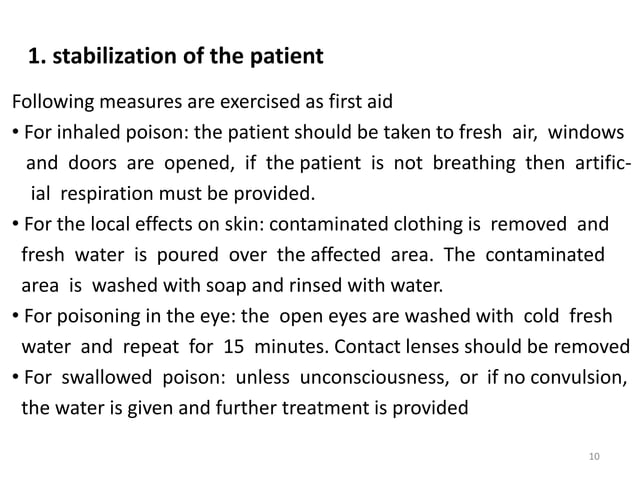 1. stabilization of the patient
Following measures are exercised as first aid
• For inhaled poison: the patient should be taken to fresh air, windows
and doors are opened, if the patient is not breathing then artific-
ial respiration must be provided.
• For the local effects on skin: contaminated clothing is removed and
fresh water is poured over the affected area. The contaminated
area is washed with soap and rinsed with water.
• For poisoning in the eye: the open eyes are washed with cold fresh
water and repeat for 15 minutes. Contact lenses should be removed
• For swallowed poison: unless unconsciousness, or if no convulsion,
the water is given and further treatment is provided
10